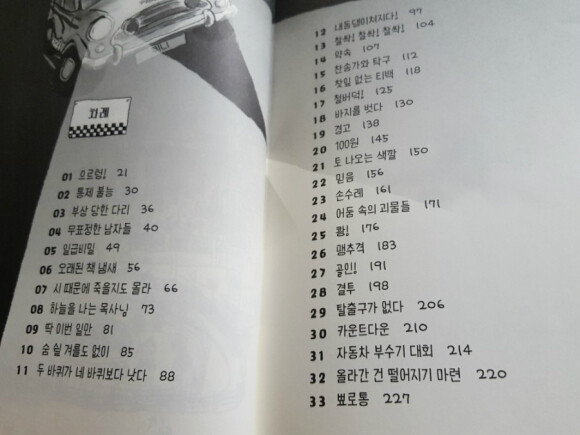 차례
01 으르렁! 21
02 통제 불능 30
03 부상 당한 다리 36
04 무표정한 남자들 40
05 일급비밀 49
06 오래된 책 냄새 56
07 시 때문에 죽을지도 몰라 66
08 하늘을 나는 목사님 73
09 딱 이번 일만 81
10 숨 쉴 겨를도 없이 85
11 두 바퀴가 네 바퀴보다 낫다 88
12 내동댕이쳐지다! 97
13 철썩! 철썩! 철썩! 104
14 약속 107
15 찬송가와 탁구 112
16 찻잎 없는 티백 118
17 철버덕! 125
18 바지를 벗다 130
19 경고 138
20 100원 145
21 토 나오는 색깔 150
22 믿음 156
23 손수레 161
24 어둠 속의 괴물들 171
25 쾅! 176
26 맹추격 183
27 골인! 191
28 결투 198
29 탈출구가 없다 206
30 카운트다운 210
31 자동차 부수기 대회 214
32 올라간 건 떨어지기 마련 220
33 뾰로통 227